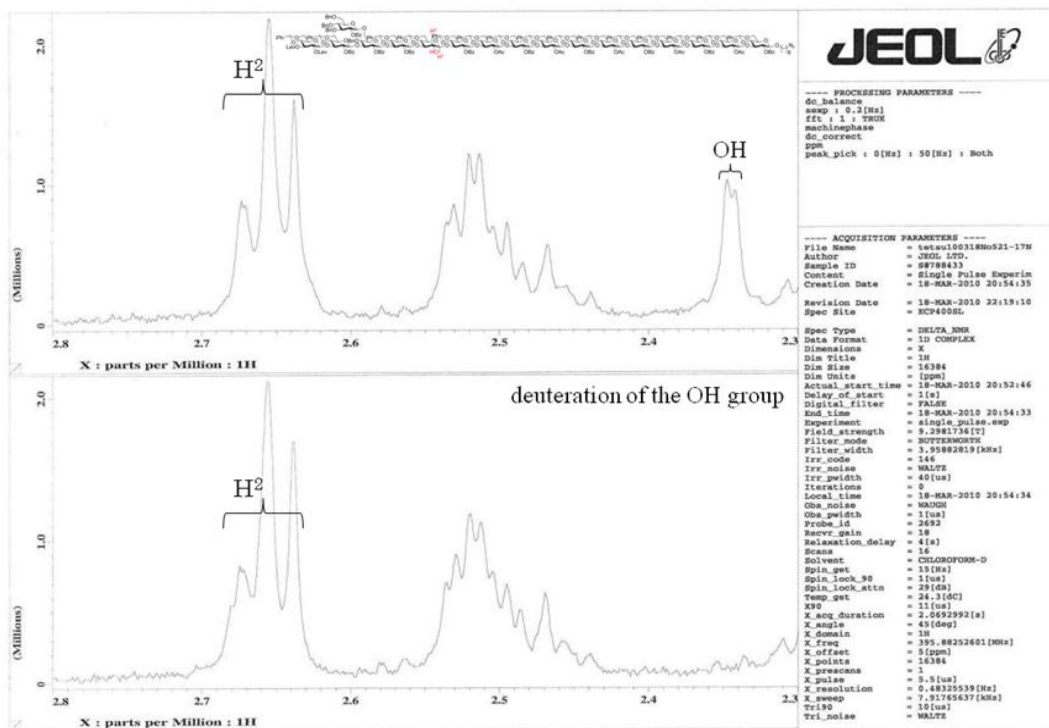 H²
OH
2.0
1.0
0
(Millions)
2.8 2.7 2.6 2.5 2.4 2.3
X : parts per Million : 1H
deuteration of the OH group
H²
2.0
1.0
0
(Millions)
2.8 2.7 2.6 2.5 2.4 2.3
X : parts per Million : 1H
JEOL
---- PROCESSING PARAMETERS ----
dc_balance
sexp : 0.2[Hz]
fft : 1 : TRUE
machinephase
dc_correct
ppm
peak_pick : 0[Hz] : 50[Hz] : Both
---- ACQUISITION PARAMETERS ----
File Name = tetsu100318No521-17N
Author = JEOL LTD.
Sample ID = S#788433
Content = Single Pulse Experim
Creation Date = 18-MAR-2010 20:54:35
Revision Date = 18-MAR-2010 22:19:10
Spec Site = ECP400SL
Spec Type = DELTA_NMR
Data Format = 1D COMPLEX
Dimensions = X
Dim Title = 1H
Dim Size = 16384
Dim Units = [ppm]
Actual_start_time = 18-MAR-2010 20:52:46
Delay_of_start = 1[s]
Digital_filter = FALSE
End_time = 18-MAR-2010 20:54:33
Experiment = single_pulse.exp
Field_strength = 9.2981736[T]
Filter_mode = BUTTERWORTH
Filter_width = 3.95882819[kHz]
Irr_code = 146
Irr_noise = WALTZ
Irr_pwidth = 40[us]
Iterations = 0
Local_time = 18-MAR-2010 20:54:34
Obs_noise = WAUGH
Obs_pwidth = 1[us]
Probe_id = 2692
Recvr_gain = 18
Relaxation_delay = 4[s]
Scans = 16
Solvent = CHLOROFORM-D
Spin_get = 15[Hz]
Spin_lock_90 = 1[us]
Spin_lock_attn = 29[dB]
Temp_get = 24.3[dC]
X90 = 11[us]
X_acq_duration = 2.0692992[s]
X_angle = 45[deg]
X_domain = 1H
X_freq = 395.88252601[MHz]
X_offset = 5[ppm]
X_points = 16384
X_prescans = 1
X_pulse = 5.5[us]
X_resolution = 0.48325539[Hz]
X_sweep = 7.91765637[kHz]
Tri90 = 10[us]
Tri_noise = WALTZ